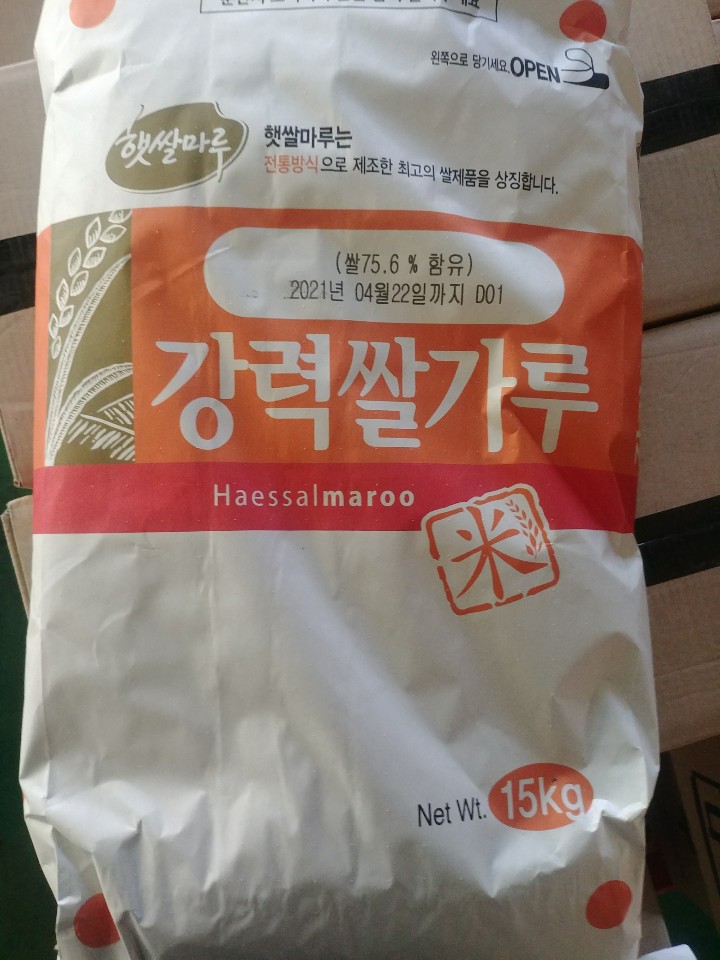 왼쪽으로 당기세요. OPEN
햇쌀마루
햇쌀마루는
전통방식으로 제조한 최고의 쌀제품을 상징합니다.
(쌀75.6 % 함유)
2021년 04월22일까지 D01
강력쌀가루
Haessalmaroo
米
Net Wt. 15kg